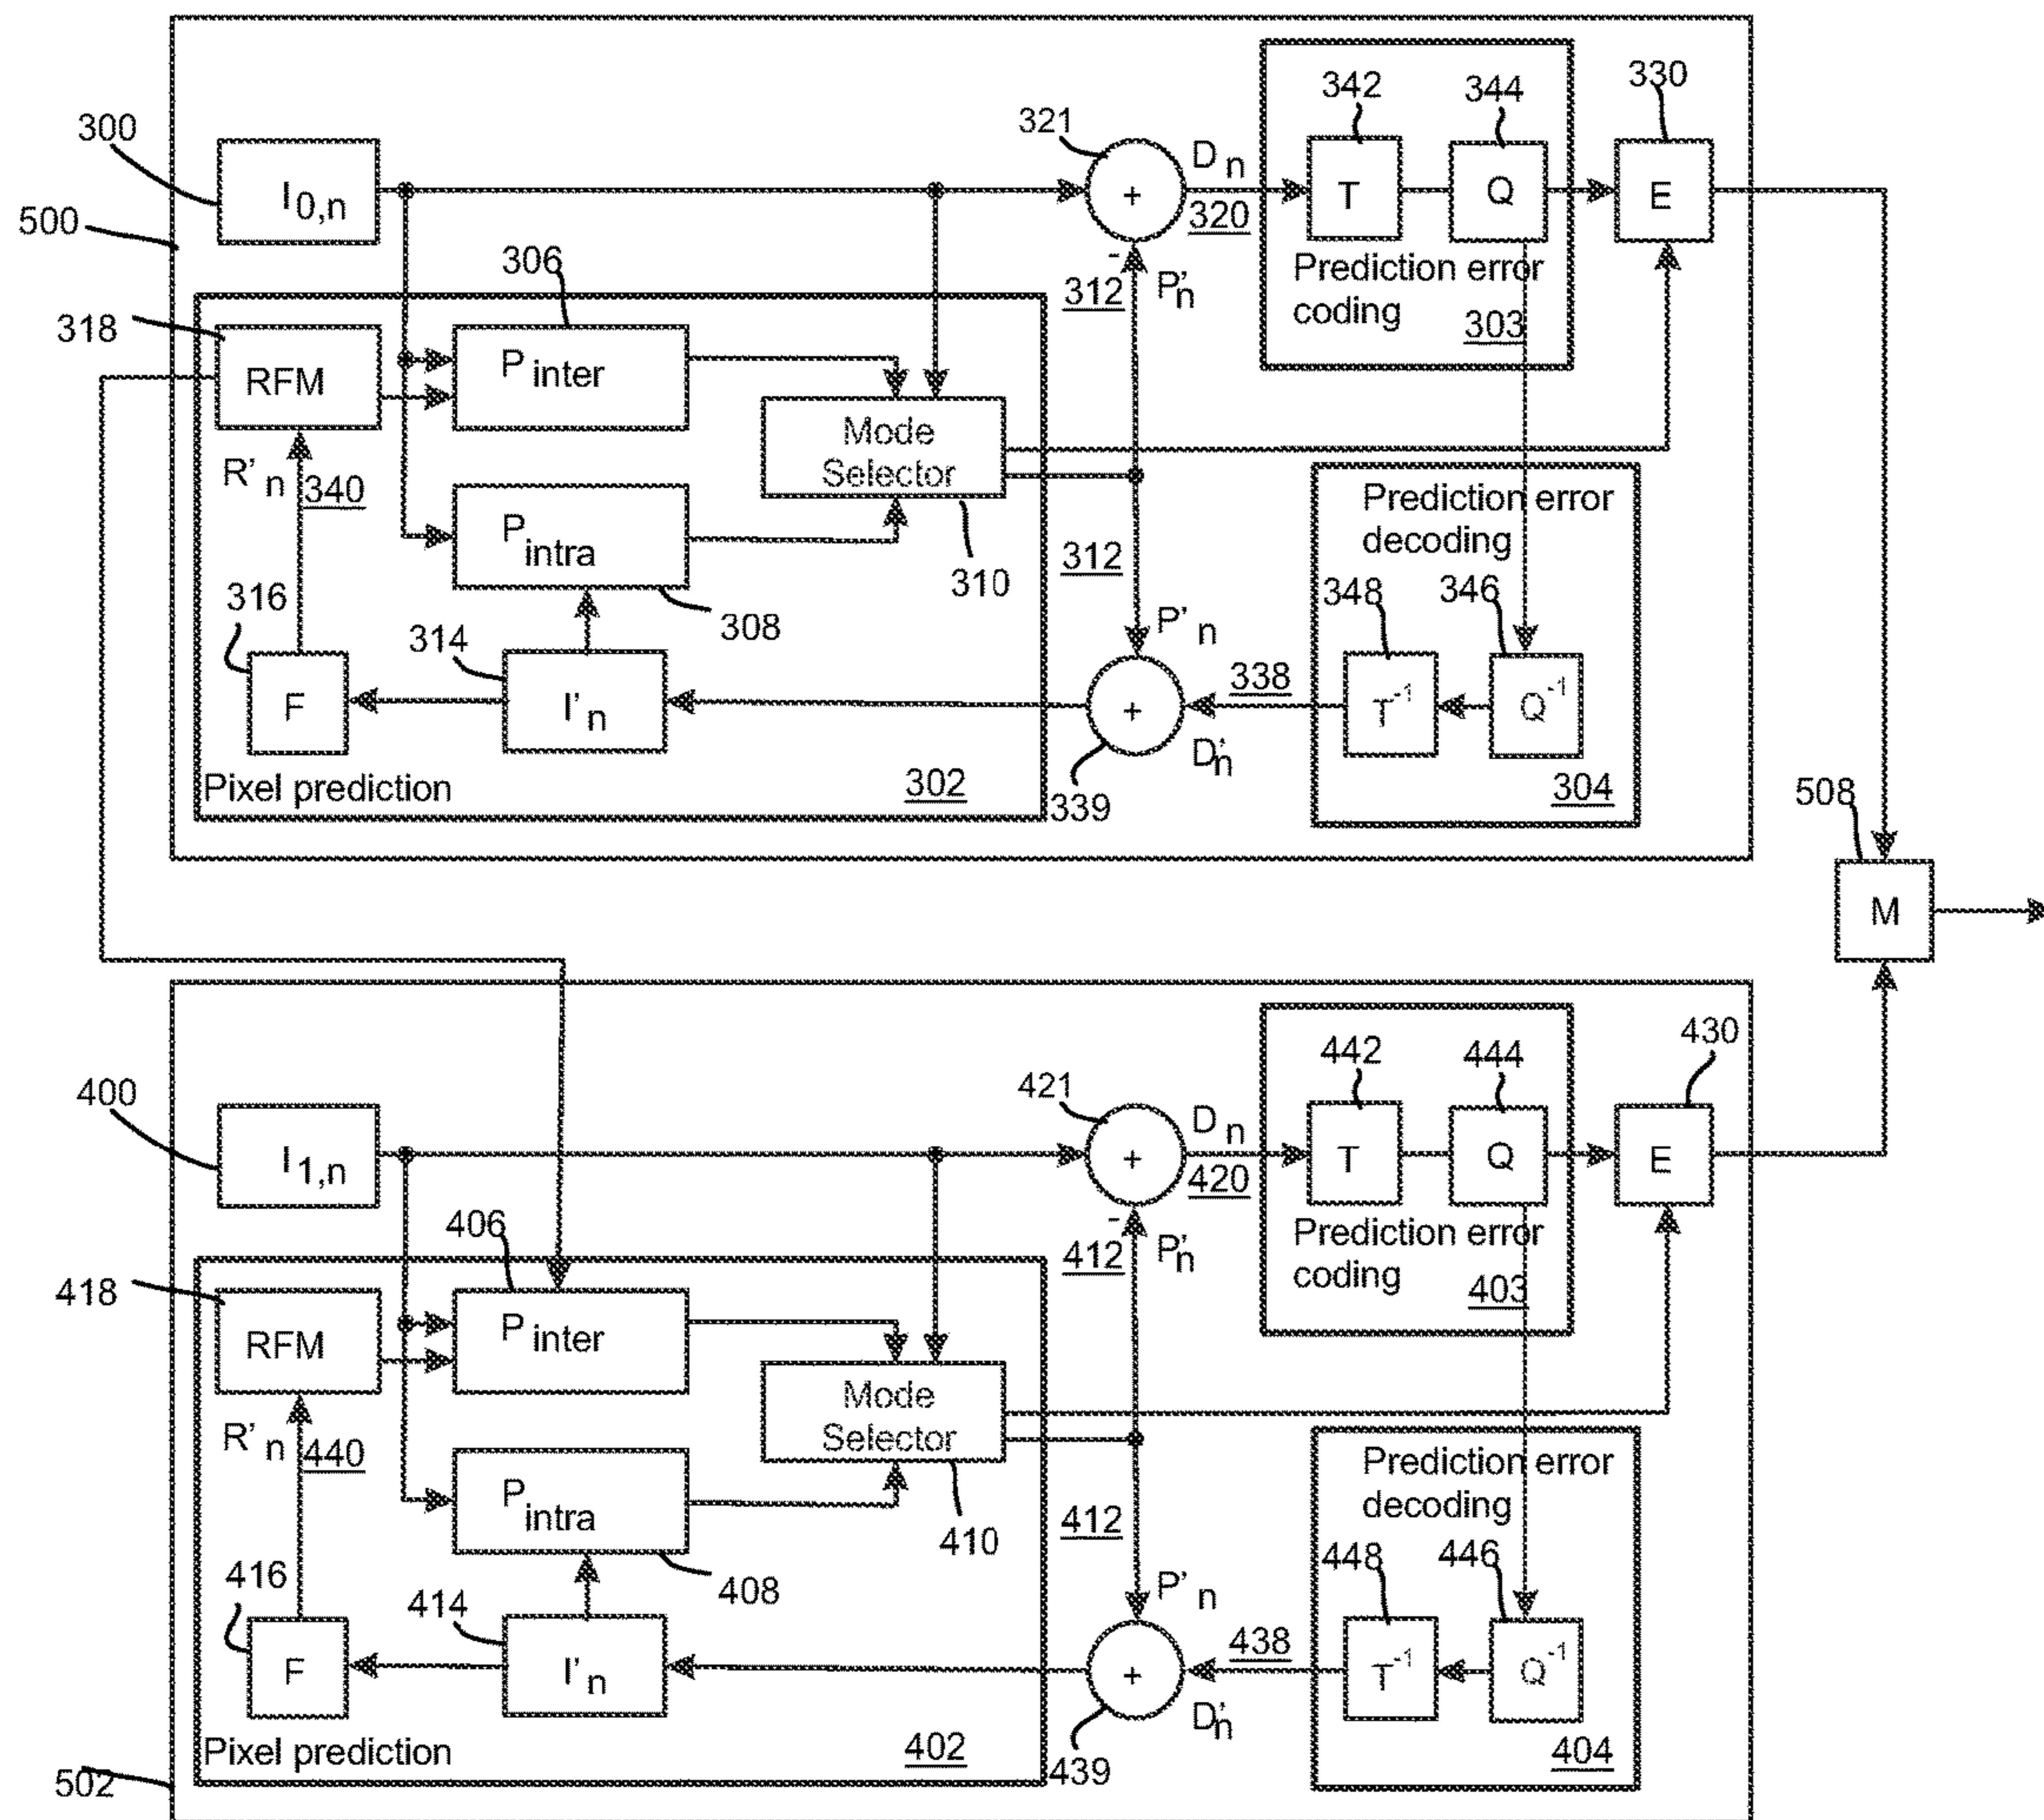 300
500
I0,n
321
+
Dn
320
-
312
P'n
342
T
344
Q
Prediction error
coding
303
330
E
318
RFM
R'n
340
306
Pinter
Pintra
308
Mode
Selector
310
312
P'n
316
F
314
I'n
Pixel prediction
302
+
339
338
D'n
Prediction error
decoding
348
T-1
346
Q-1
304
508
M
400
I1,n
421
+
Dn
420
-
412
P'n
442
T
444
Q
Prediction error
coding
403
430
E
418
RFM
R'n
440
406
Pinter
Pintra
408
Mode
Selector
410
412
P'n
416
F
414
I'n
Pixel prediction
402
+
439
438
D'n
Prediction error
decoding
448
T-1
446
Q-1
404
502